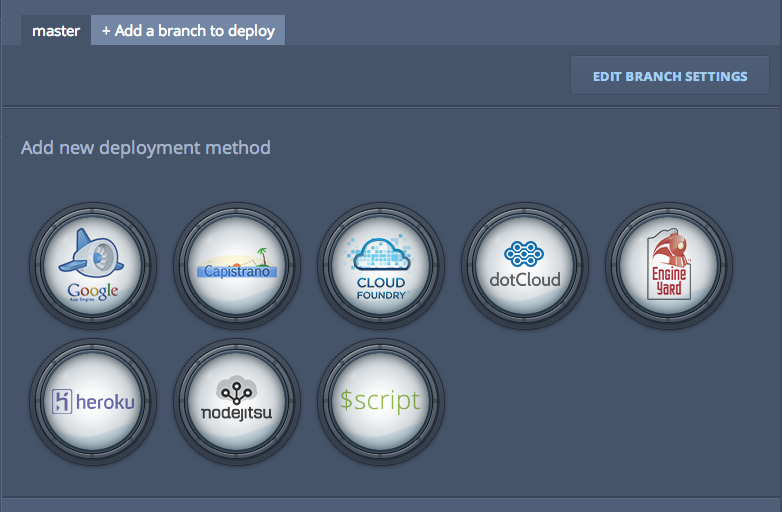 master
+ Add a branch to deploy
EDIT BRANCH SETTINGS
Add new deployment method
Google
App Engine
Capistrano
CLOUD
FOUNDRY
dotCloud
Engine
Yard
heroku
nodejitsu
$script